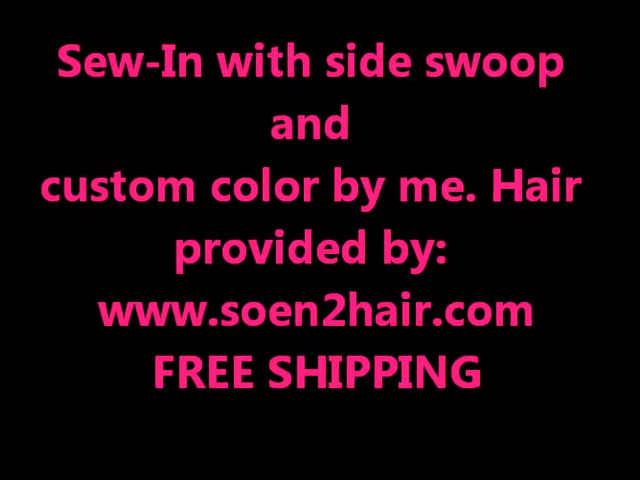 Sew-In with side swoop
and
custom color by me. Hair
provided by:
www.soen2hair.com
FREE SHIPPING